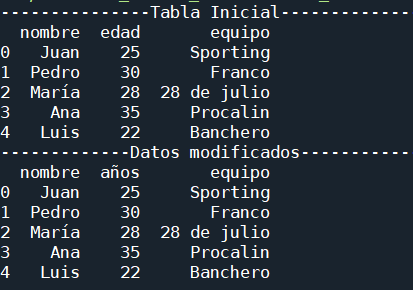 ---------------Tabla Inicial-------------
  nombre  edad          equipo
0   Juan    25        Sporting
1  Pedro    30          Franco
2  María    28  28 de julio
3    Ana    35        Procalin
4   Luis    22        Banchero
-------------Datos modificados-----------
  nombre  años          equipo
0   Juan    25        Sporting
1  Pedro    30          Franco
2  María    28  28 de julio
3    Ana    35        Procalin
4   Luis    22        Banchero